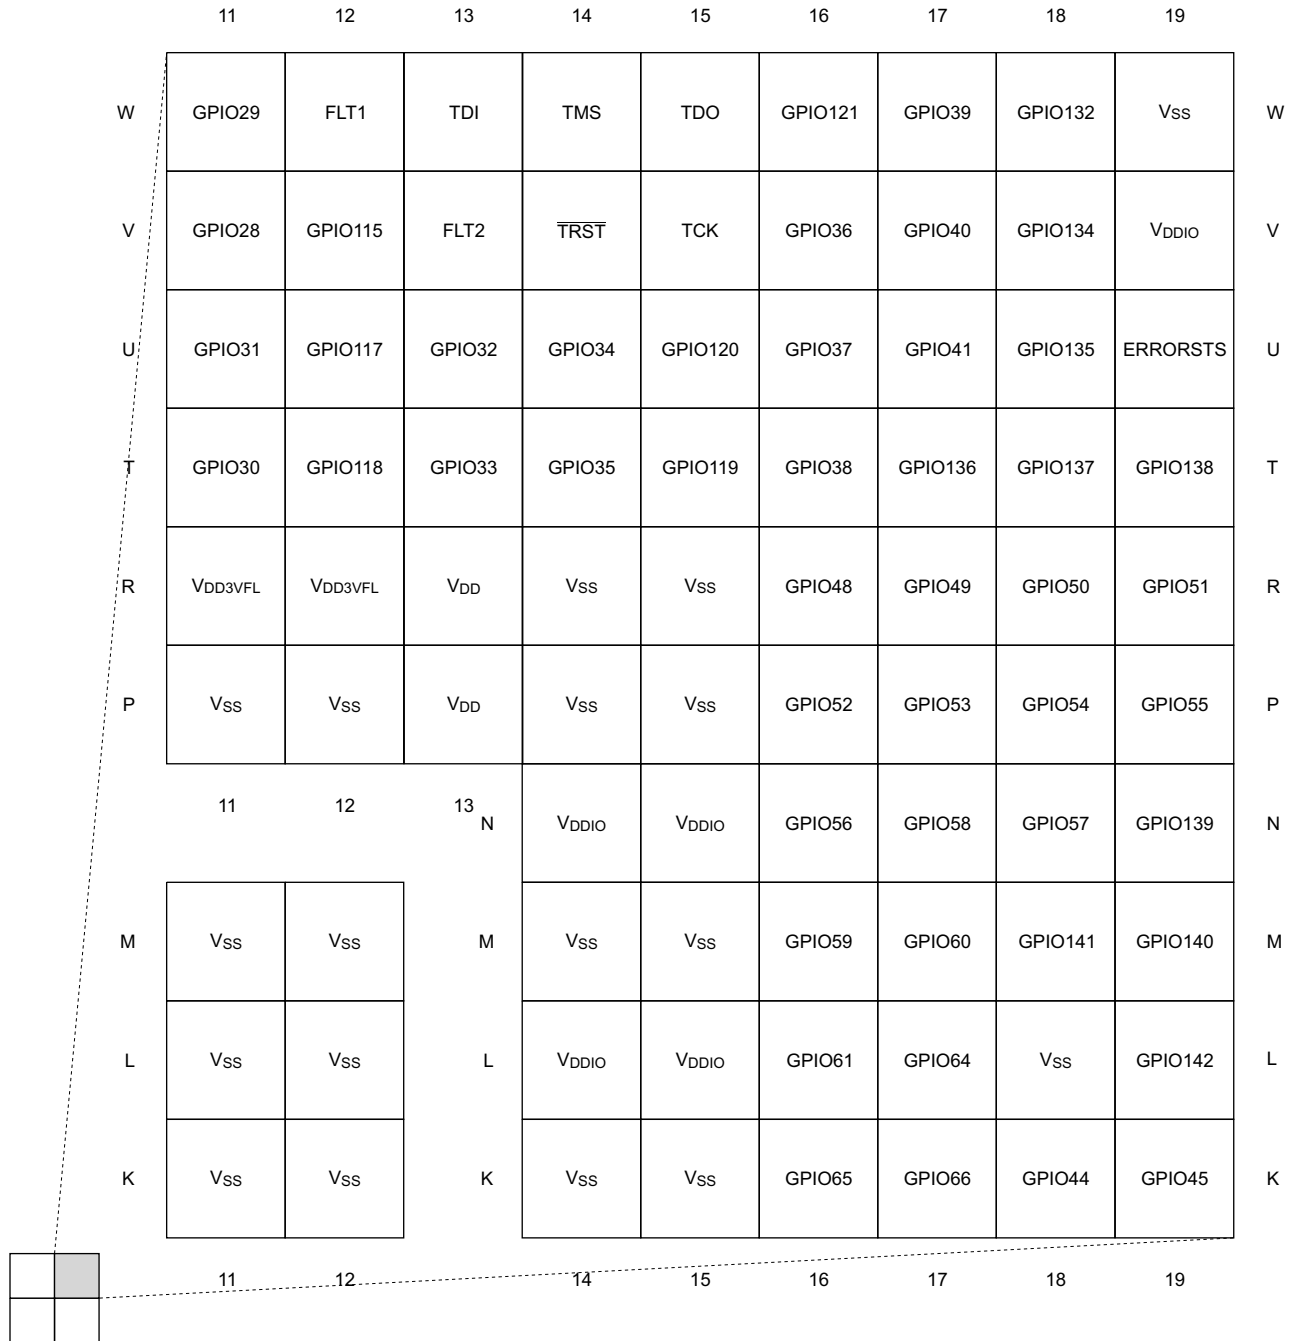 11 12 13 14 15 16 17 18 19
W GPIO29 FLT1 TDI TMS TDO GPIO121 GPIO39 GPIO132 VSS W
V GPIO28 GPIO115 FLT2 TRST TCK GPIO36 GPIO40 GPIO134 VDDIO V
U GPIO31 GPIO117 GPIO32 GPIO34 GPIO120 GPIO37 GPIO41 GPIO135 ERRORSTS U
T GPIO30 GPIO118 GPIO33 GPIO35 GPIO119 GPIO38 GPIO136 GPIO137 GPIO138 T
R VDD3VFL VDD3VFL VDD VSS VSS GPIO48 GPIO49 GPIO50 GPIO51 R
P VSS VSS VDD VSS VSS GPIO52 GPIO53 GPIO54 GPIO55 P
11 12 13
N VDDIO VDDIO GPIO56 GPIO58 GPIO57 GPIO139 N
M VSS VSS M VSS VSS GPIO59 GPIO60 GPIO141 GPIO140 M
L VSS VSS L VDDIO VDDIO GPIO61 GPIO64 VSS GPIO142 L
K VSS VSS K VSS VSS GPIO65 GPIO66 GPIO44 GPIO45 K
11 12 14 15 16 17 18 19